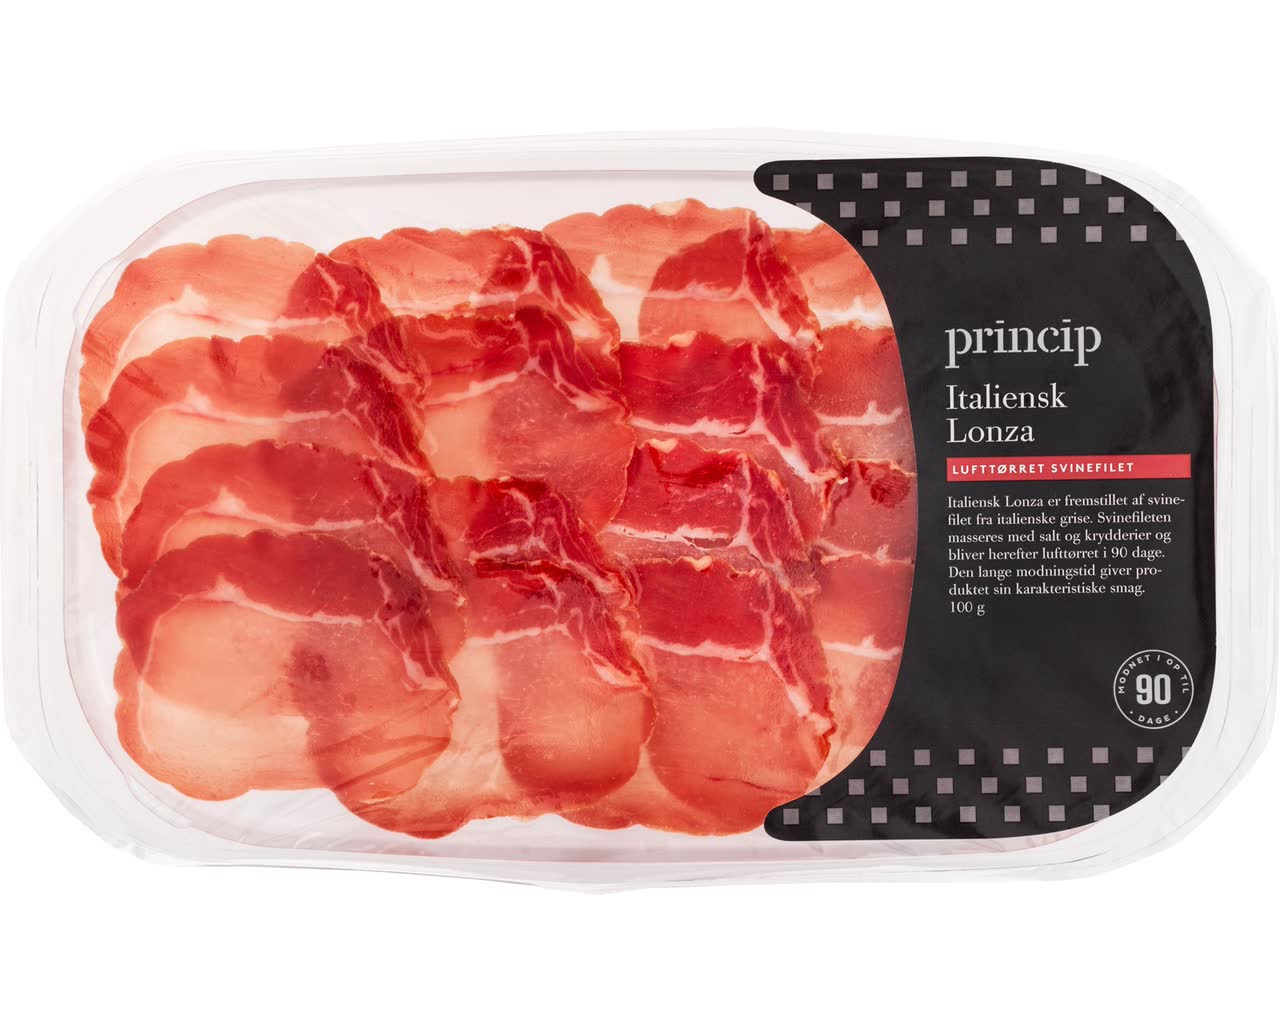 princip
Italiensk
Lonza
LUFTTØRRET SVINEFILET
Italiensk Lonza er fremstillet af svine-
filet fra italienske grise. Svinefileten
masseres med salt og krydderier og
bliver herefter lufttørret i 90 dage.
Den lange modningstid giver pro-
duktet sin karakteristiske smag.
100 g
MODNET I OP TIL
90
· DAGE ·